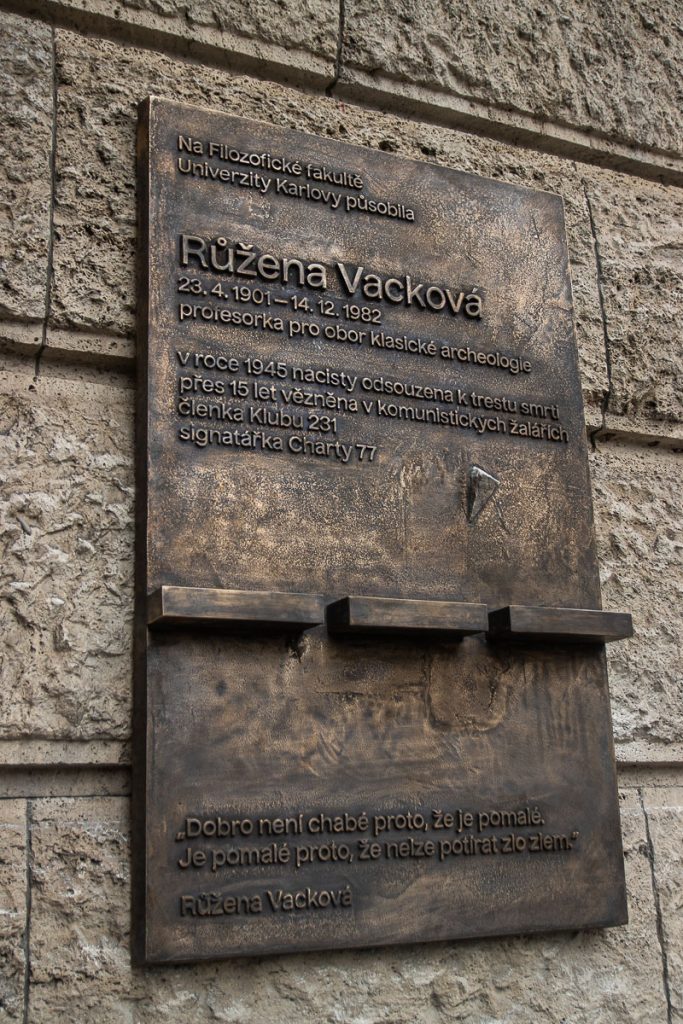 Na Filozofické fakultě
Univerzity Karlovy působila
Růžena Vacková
23. 4. 1901 – 14. 12. 1982
profesorka pro obor klasické archeologie
v roce 1945 nacisty odsouzena k trestu smrti
přes 15 let vězněna v komunistických žalářích
členka Klubu 231
signatářka Charty 77
„Dobro není chabé proto, že je pomalé.
Je pomalé proto, že nelze potírat zlo zlem.“
Růžena Vacková